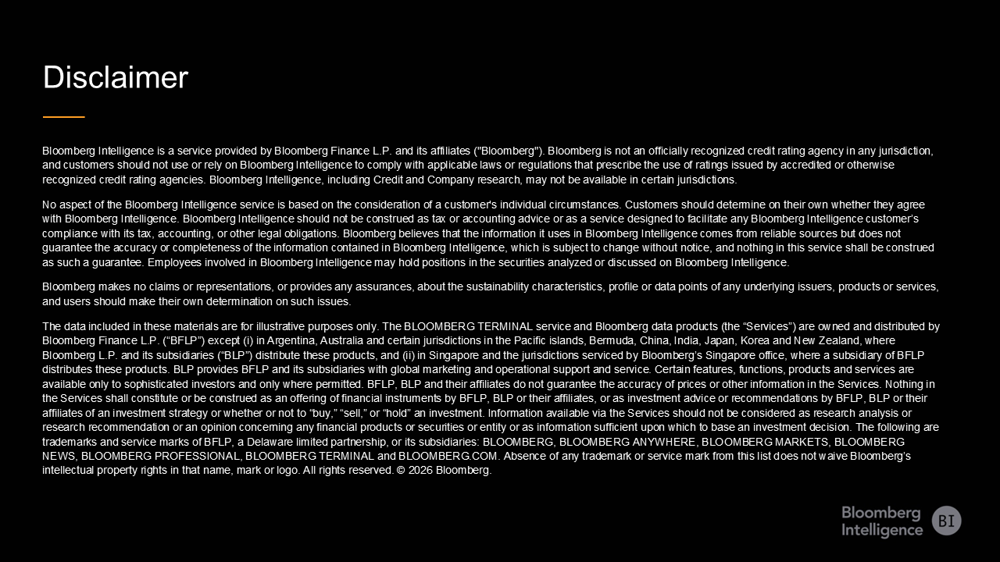 Disclaimer
Bloomberg Intelligence is a service provided by Bloomberg Finance L.P. and its affiliates ("Bloomberg"). Bloomberg is not an officially recognized credit rating agency in any jurisdiction,
and customers should not use or rely on Bloomberg Intelligence to comply with applicable laws or regulations that prescribe the use of ratings issued by accredited or otherwise
recognized credit rating agencies. Bloomberg Intelligence, including Credit and Company research, may not be available in certain jurisdictions.
No aspect of the Bloomberg Intelligence service is based on the consideration of a customer's individual circumstances. Customers should determine on their own whether they agree
with Bloomberg Intelligence. Bloomberg Intelligence should not be construed as tax or accounting advice or as a service designed to facilitate any Bloomberg Intelligence customer’s
compliance with its tax, accounting, or other legal obligations. Bloomberg believes that the information it uses in Bloomberg Intelligence comes from reliable sources but does not
guarantee the accuracy or completeness of the information contained in Bloomberg Intelligence, which is subject to change without notice, and nothing in this service shall be construed
as such a guarantee. Employees involved in Bloomberg Intelligence may hold positions in the securities analyzed or discussed on Bloomberg Intelligence.
Bloomberg makes no claims or representations, or provides any assurances, about the sustainability characteristics, profile or data points of any underlying issuers, products or services,
and users should make their own determination on such issues.
The data included in these materials are for illustrative purposes only. The BLOOMBERG TERMINAL service and Bloomberg data products (the “Services”) are owned and distributed by
Bloomberg Finance L.P. (“BFLP”) except (i) in Argentina, Australia and certain jurisdictions in the Pacific islands, Bermuda, China, India, Japan, Korea and New Zealand, where
Bloomberg L.P. and its subsidiaries (“BLP”) distribute these products, and (ii) in Singapore and the jurisdictions serviced by Bloomberg’s Singapore office, where a subsidiary of BFLP
distributes these products. BLP provides BFLP and its subsidiaries with global marketing and operational support and service. Certain features, functions, products and services are
available only to sophisticated investors and only where permitted. BFLP, BLP and their affiliates do not guarantee the accuracy of prices or other information in the Services. Nothing in
the Services shall constitute or be construed as an offering of financial instruments by BFLP, BLP or their affiliates, or as investment advice or recommendations by BFLP, BLP or their
affiliates of an investment strategy or whether or not to “buy,” “sell,” or “hold” an investment. Information available via the Services should not be considered as research analysis or
research recommendation or an opinion concerning any financial products or securities or entity or as information sufficient upon which to base an investment decision. The following are
trademarks and service marks of BFLP, a Delaware limited partnership, or its subsidiaries: BLOOMBERG, BLOOMBERG ANYWHERE, BLOOMBERG MARKETS, BLOOMBERG
NEWS, BLOOMBERG PROFESSIONAL, BLOOMBERG TERMINAL and BLOOMBERG.COM. Absence of any trademark or service mark from this list does not waive Bloomberg’s
intellectual property rights in that name, mark or logo. All rights reserved. © 2026 Bloomberg.
Bloomberg
Intelligence
BI